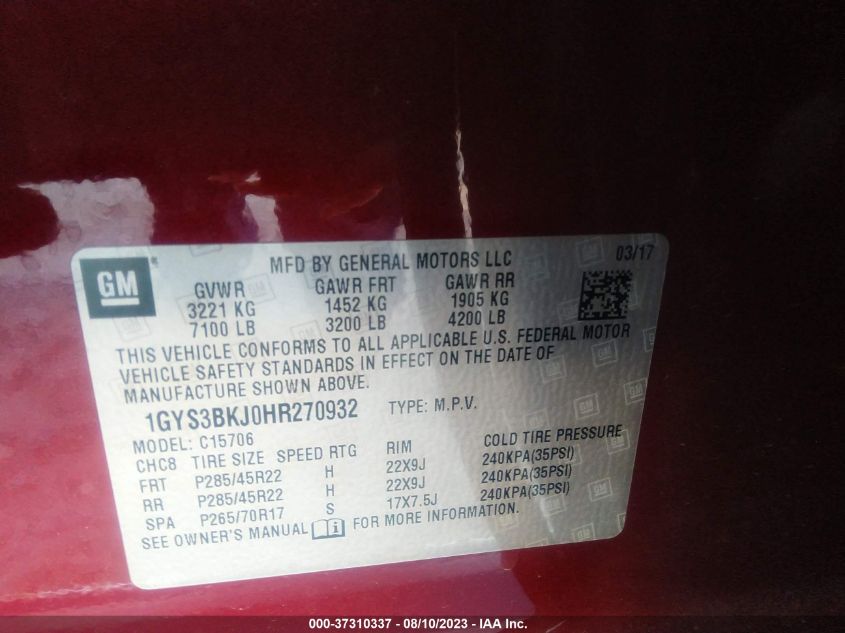 GM
MFD BY GENERAL MOTORS LLC
03/17
GVWR GAWR FRT GAWR RR
3221 KG 1452 KG 1905 KG
7100 LB 3200 LB 4200 LB
THIS VEHICLE CONFORMS TO ALL APPLICABLE U.S. FEDERAL MOTOR
VEHICLE SAFETY STANDARDS IN EFFECT ON THE DATE OF
MANUFACTURE SHOWN ABOVE.
1GYS3BKJ0HR270932 TYPE: M.P.V.
MODEL: C15706
CHC8 TIRE SIZE SPEED RTG RIM COLD TIRE PRESSURE
FRT P285/45R22 H 22X9J 240KPA(35PSI)
RR P285/45R22 H 22X9J 240KPA(35PSI)
SPA P265/70R17 S 17X7.5J 240KPA(35PSI)
SEE OWNER'S MANUAL FOR MORE INFORMATION.
000-37310337 - 08/10/2023 - IAA Inc.